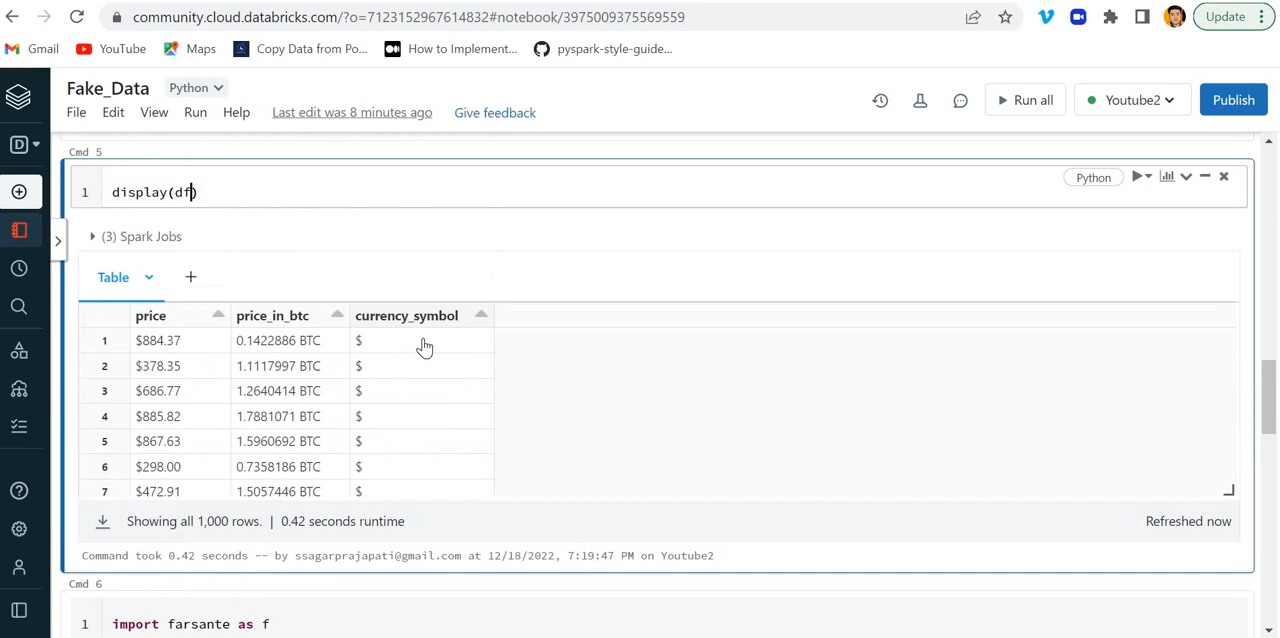 community.cloud.databricks.com/?o=7123152967614832#notebook/3975009375569559
Update
Gmail
YouTube
Maps
Copy Data from Po...
How to Implement...
pyspark-style-guide...
Fake_Data
Python
File Edit View Run Help Last edit was 8 minutes ago Give feedback
Run all
Youtube2
Publish
D
Cmd 5
1 display(df)
Python
(3) Spark Jobs
Table +
price price_in_btc currency_symbol
1 $884.37 0.1422886 BTC $
2 $378.35 1.1117997 BTC $
3 $686.77 1.2640414 BTC $
4 $885.82 1.7881071 BTC $
5 $867.63 1.5960692 BTC $
6 $298.00 0.7358186 BTC $
7 $472.91 1.5057446 BTC $
Showing all 1,000 rows. | 0.42 seconds runtime
Refreshed now
Command took 0.42 seconds -- by ssagarprajapati@gmail.com at 12/18/2022, 7:19:47 PM on Youtube2
Cmd 6
1 import farsante as f